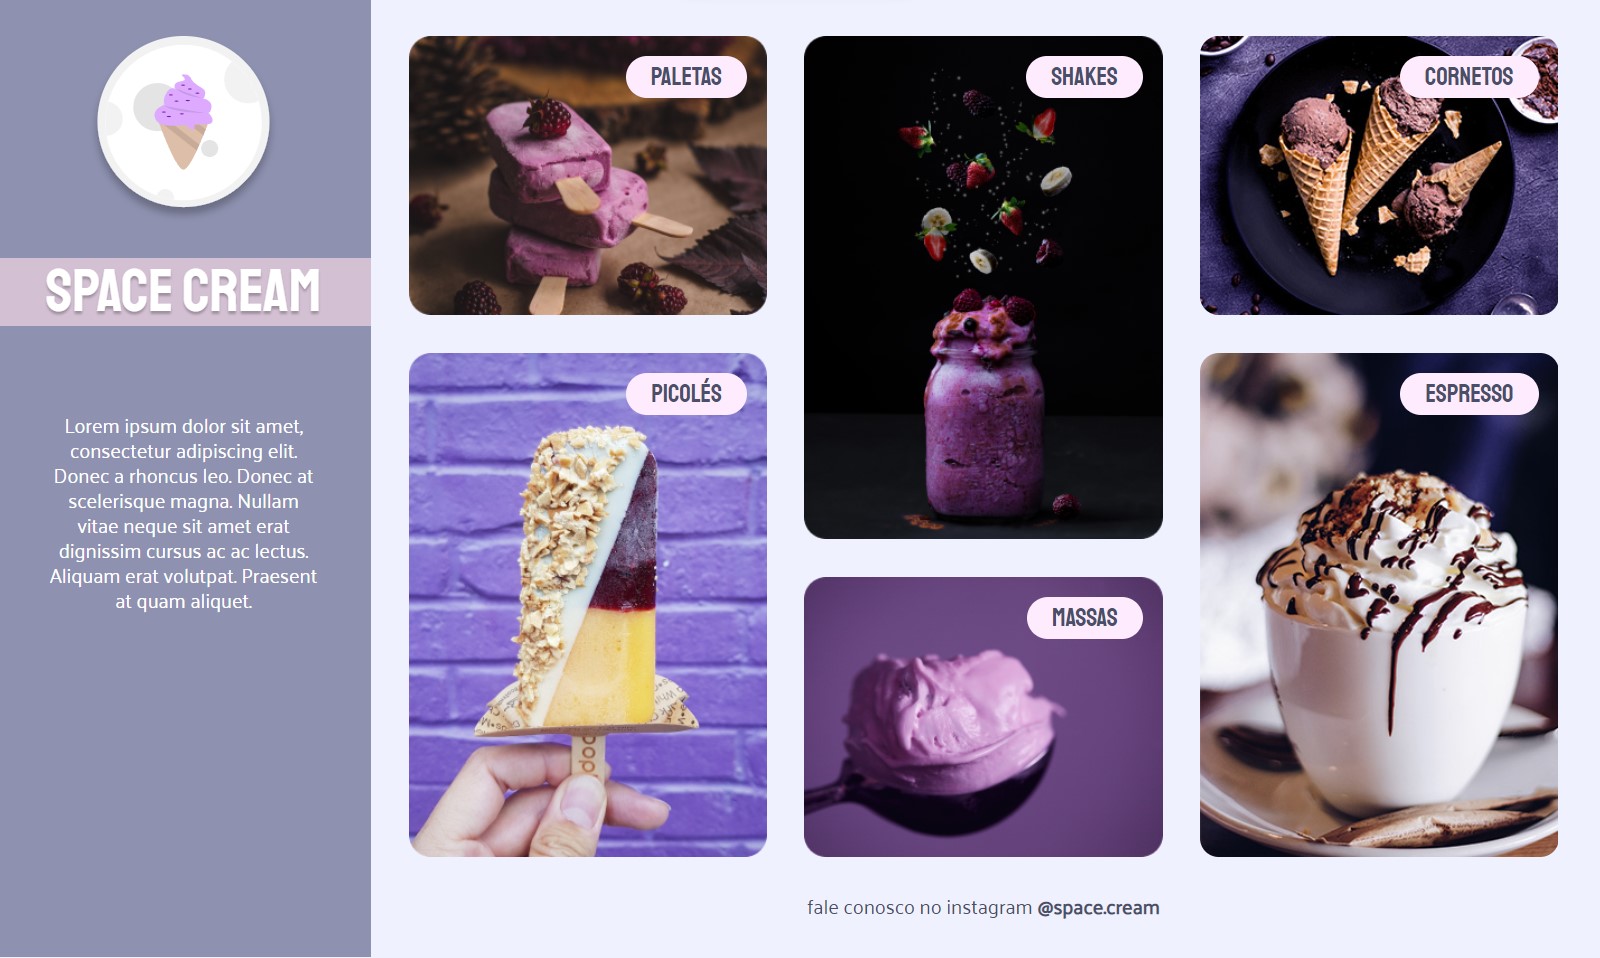 SPACE CREAM
Lorem ipsum dolor sit amet,
consectetur adipiscing elit.
Donec a rhoncus leo. Donec at
scelerisque magna. Nullam
vitae neque sit amet erat
dignissim cursus ac ac lectus.
Aliquam erat volutpat. Praesent
at quam aliquet.
PALETAS
SHAKES
CORNETOS
PICOLÉS
MASSAS
ESPRESSO
fale conosco no instagram @space.cream